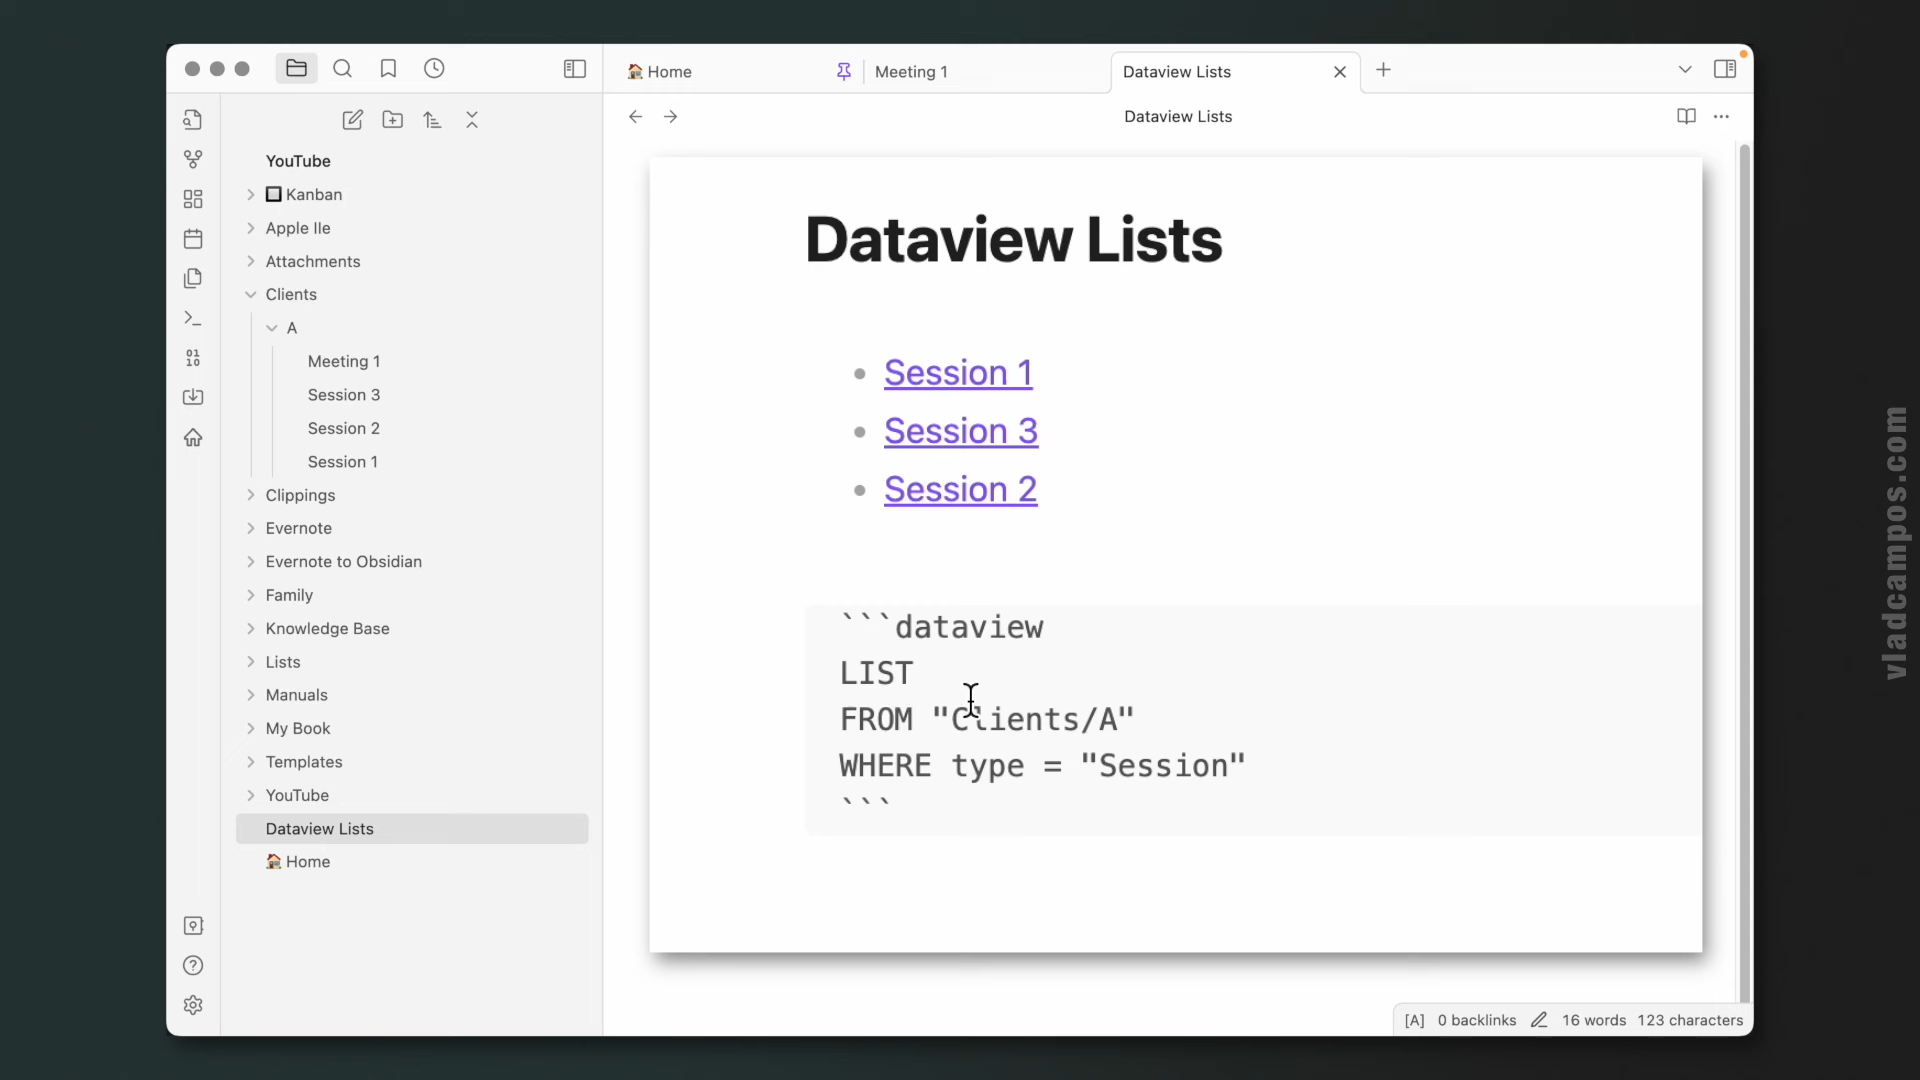 Home
Meeting 1
Dataview Lists
Dataview Lists
YouTube
Kanban
Apple IIe
Attachments
Clients
A
Meeting 1
Session 3
Session 2
Session 1
Clippings
Evernote
Evernote to Obsidian
Family
Knowledge Base
Lists
Manuals
My Book
Templates
YouTube
Dataview Lists
Home
Dataview Lists
Session 1
Session 3
Session 2
```dataview
LIST
FROM "Clients/A"
WHERE type = "Session"
```
[A] 0 backlinks 16 words 123 characters
vladcampos.com